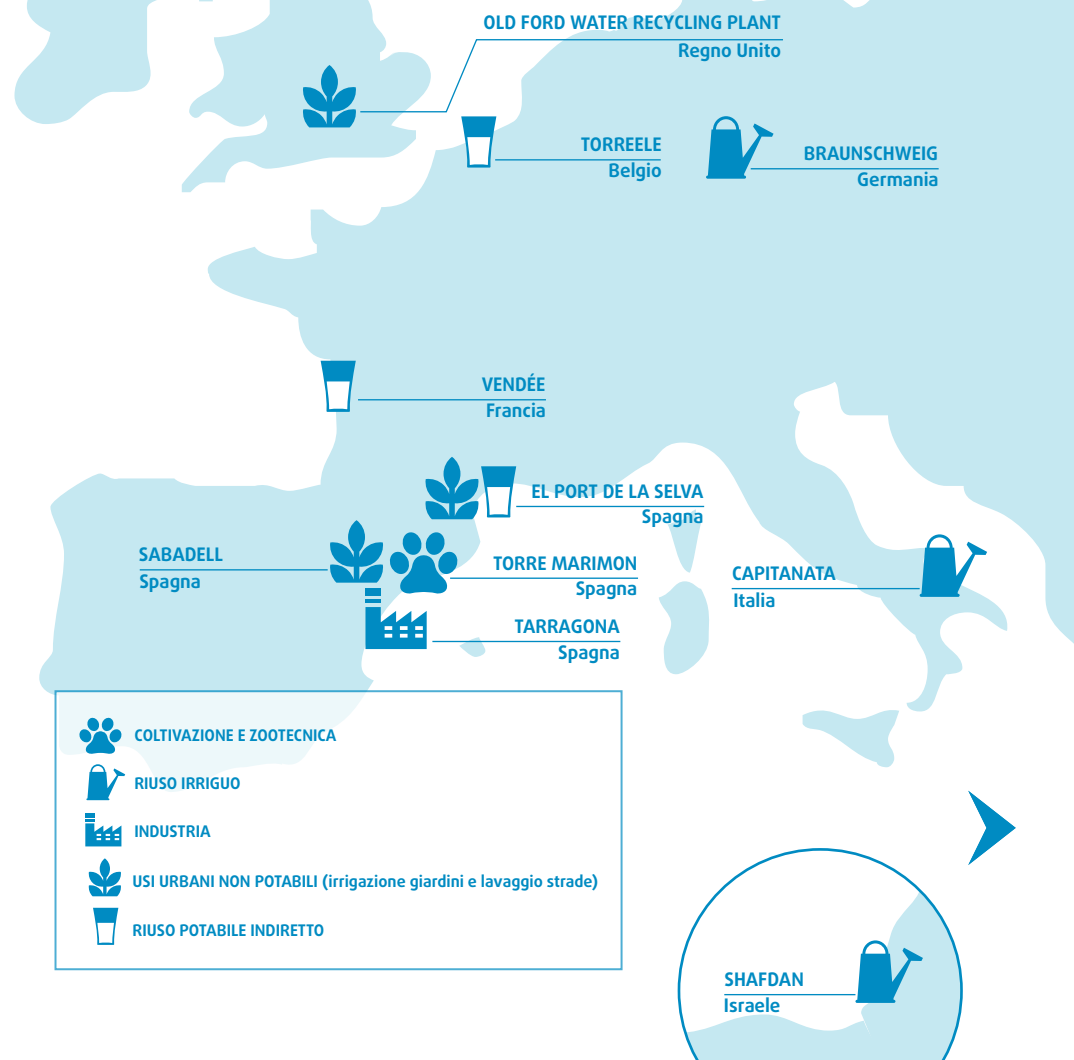 OLD FORD WATER RECYCLING PLANT
Regno Unito
TORREELE
Belgio
BRAUNSCHWEIG
Germania
VENDÉE
Francia
EL PORT DE LA SELVA
Spagna
SABADELL
Spagna
TORRE MARIMON
Spagna
CAPITANATA
Italia
TARRAGONA
Spagna
COLTIVAZIONE E ZOOTECNICA
RIUSO IRRIGUO
INDUSTRIA
USI URBANI NON POTABILI (irrigazione giardini e lavaggio strade)
RIUSO POTABILE INDIRETTO
SHAFDAN
Israele